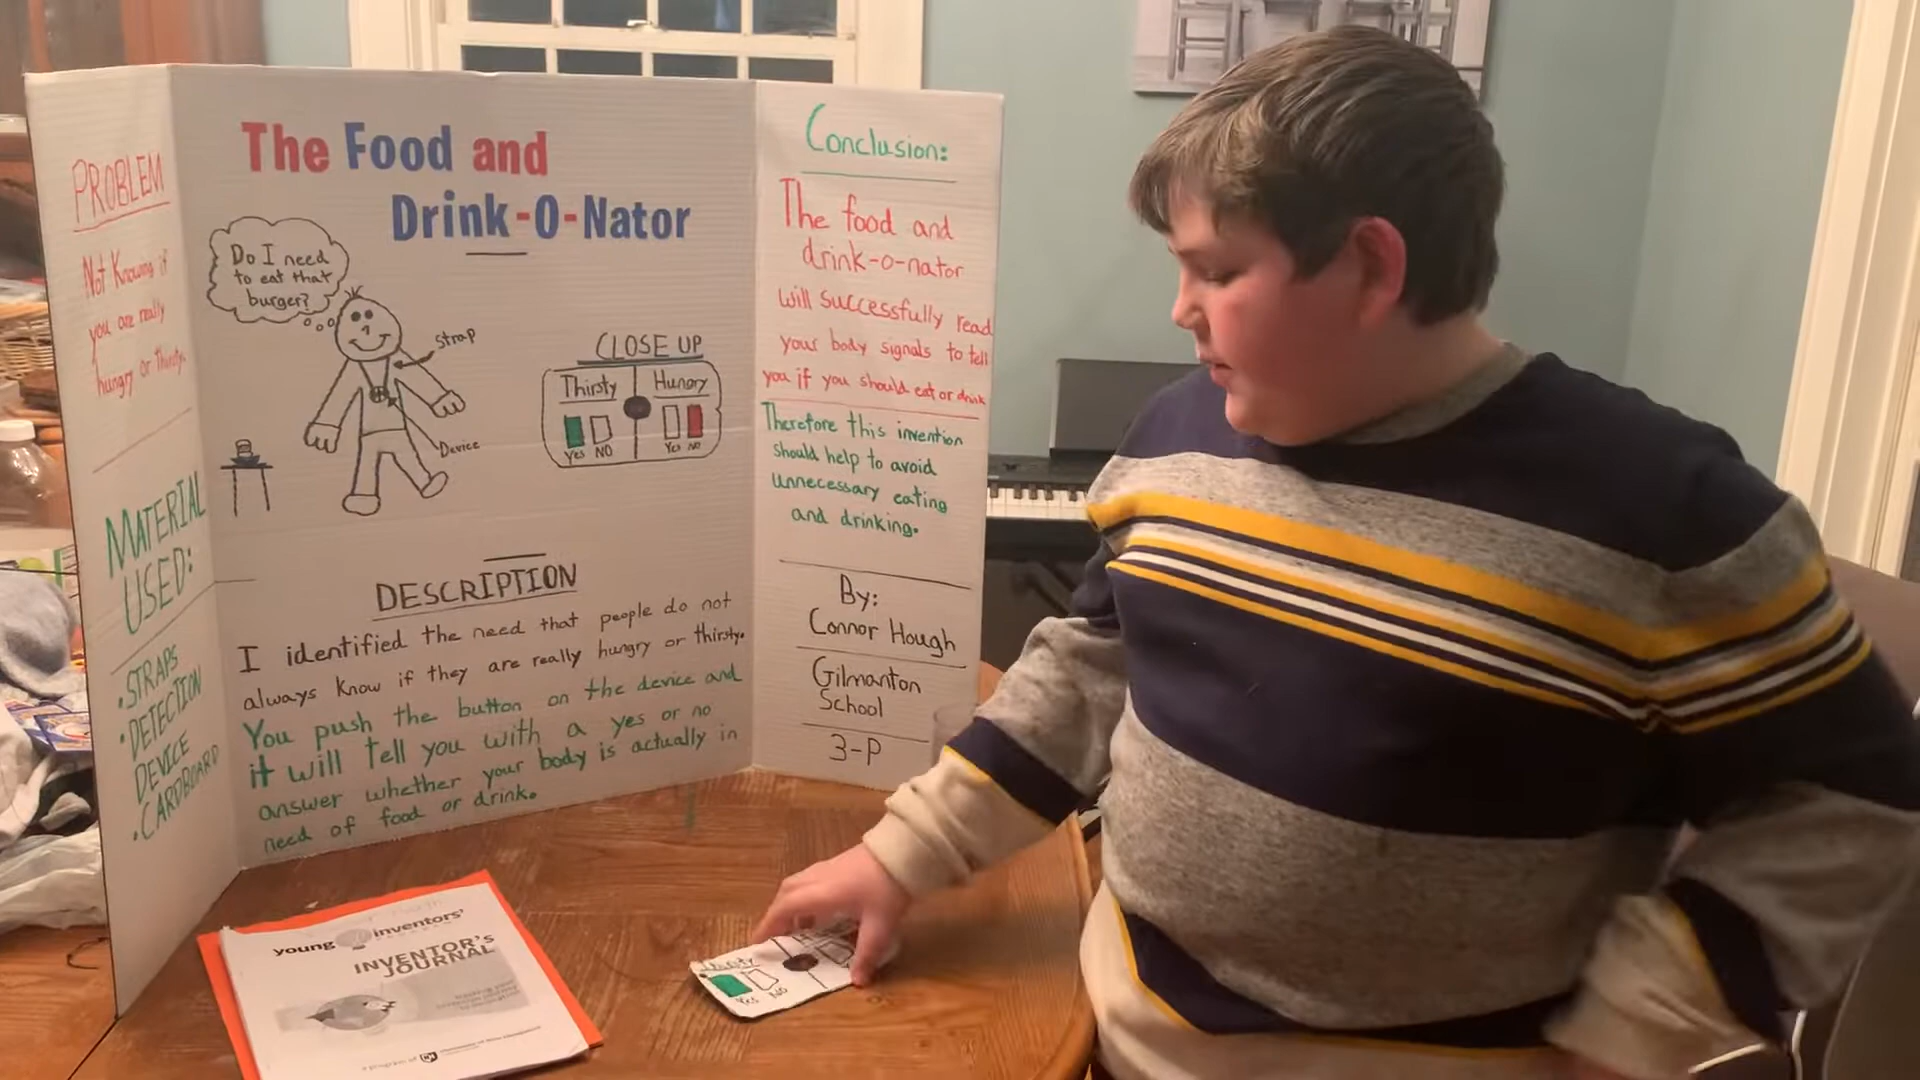 PROBLEM
Not Knowing if
you are really
hungry or thirsty.
MATERIAL
USED:
• STRAPS
• DETECTION
DEVICE
• CARDBOARD
The Food and
Drink-O-Nator
Do I need
to eat that
burger?
Strap
Device
CLOSE UP
Thirsty
Hungry
Yes NO
Yes NO
DESCRIPTION
I identified the need that people do not
always know if they are really hungry or thirsty.
You push the button on the device and
it will tell you with a yes or no
answer whether your body is actually in
need of food or drink.
Conclusion:
The food and
drink-o-nator
will successfully read
your body signals to tell
you if you should eat or drink
Therefore this invention
should help to avoid
unnecessary eating
and drinking.
By:
Connor Hough
Gilmanton
School
3-P
young inventors'
INVENTOR'S
JOURNAL
Thirsty
Yes NO